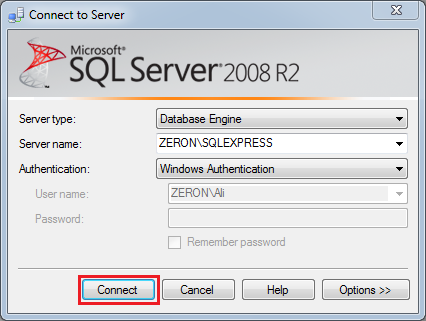 Connect to Server
Microsoft®
SQL Server® 2008 R2
Server type: Database Engine
Server name: ZERON\SQLEXPRESS
Authentication: Windows Authentication
User name: ZERON\Ali
Password:
Remember password
Connect Cancel Help Options >>